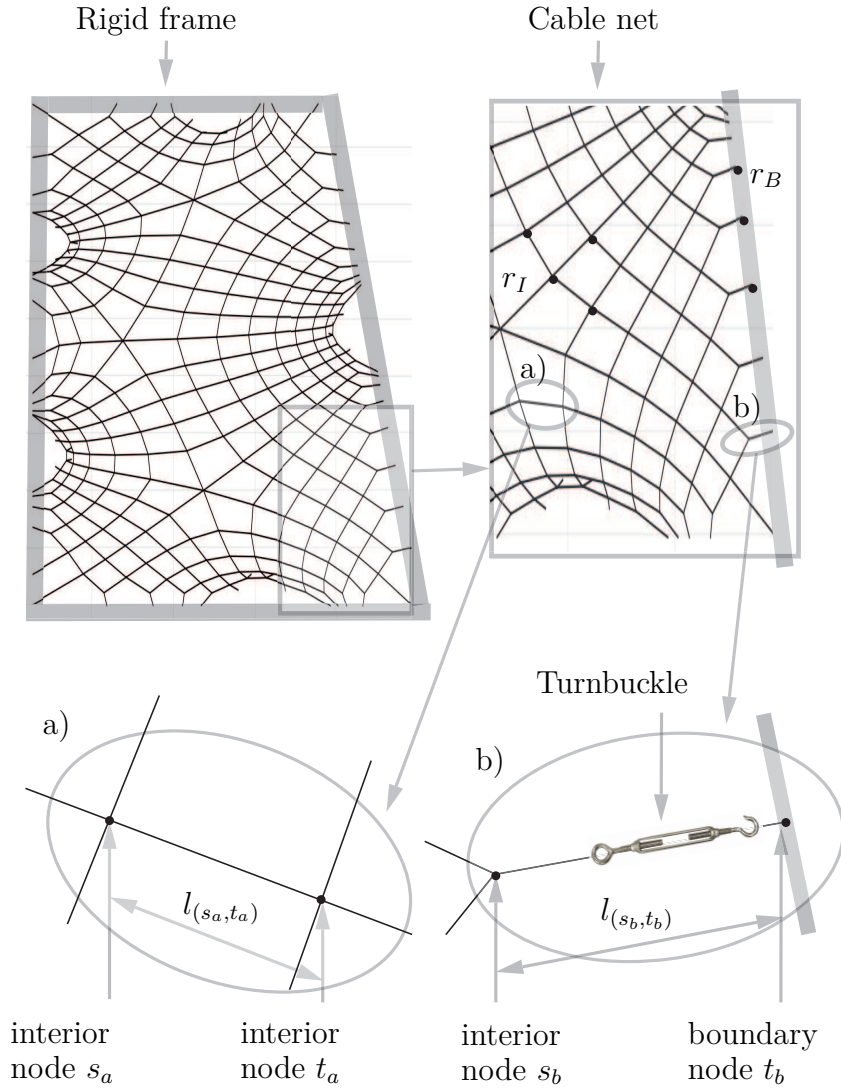 Rigid frame
Cable net
r_B
r_I
a)
b)
Turnbuckle
a)
b)
l_{(s_a,t_a)}
l_{(s_b,t_b)}
interior
node s_a
interior
node t_a
interior
node s_b
boundary
node t_b